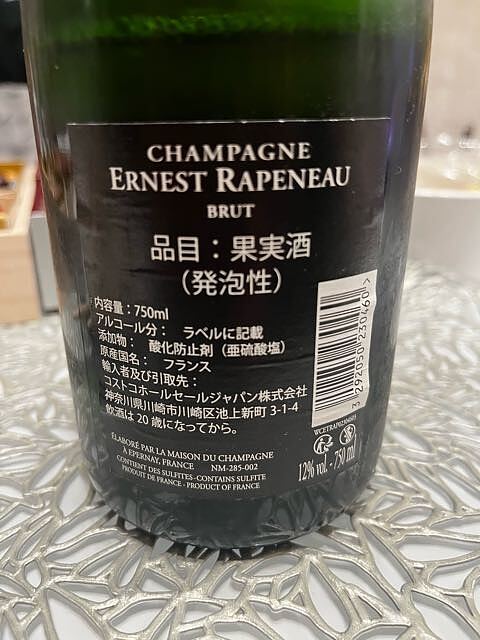 CHAMPAGNE
ERNEST RAPENEAU
BRUT
品目：果実酒
（発泡性）
内容量：750ml
アルコール分： ラベルに記載
添加物： 酸化防止剤（亜硫酸塩）
原産国名： フランス
輸入者及び引取先：
コストコホールセールジャパン株式会社
神奈川県川崎市川崎区池上新町 3-1-4
飲酒は 20 歳になってから。
ÉLABORÉ PAR LA MAISON DU CHAMPAGNE
À EPERNAY, FRANCE NM-285-002
CONTIENT DES SULFITES - CONTAINS SULFITE
PRODUIT DE FRANCE - PRODUCT OF FRANCE
3 292050 230460 >
12% vol. - 750 ml